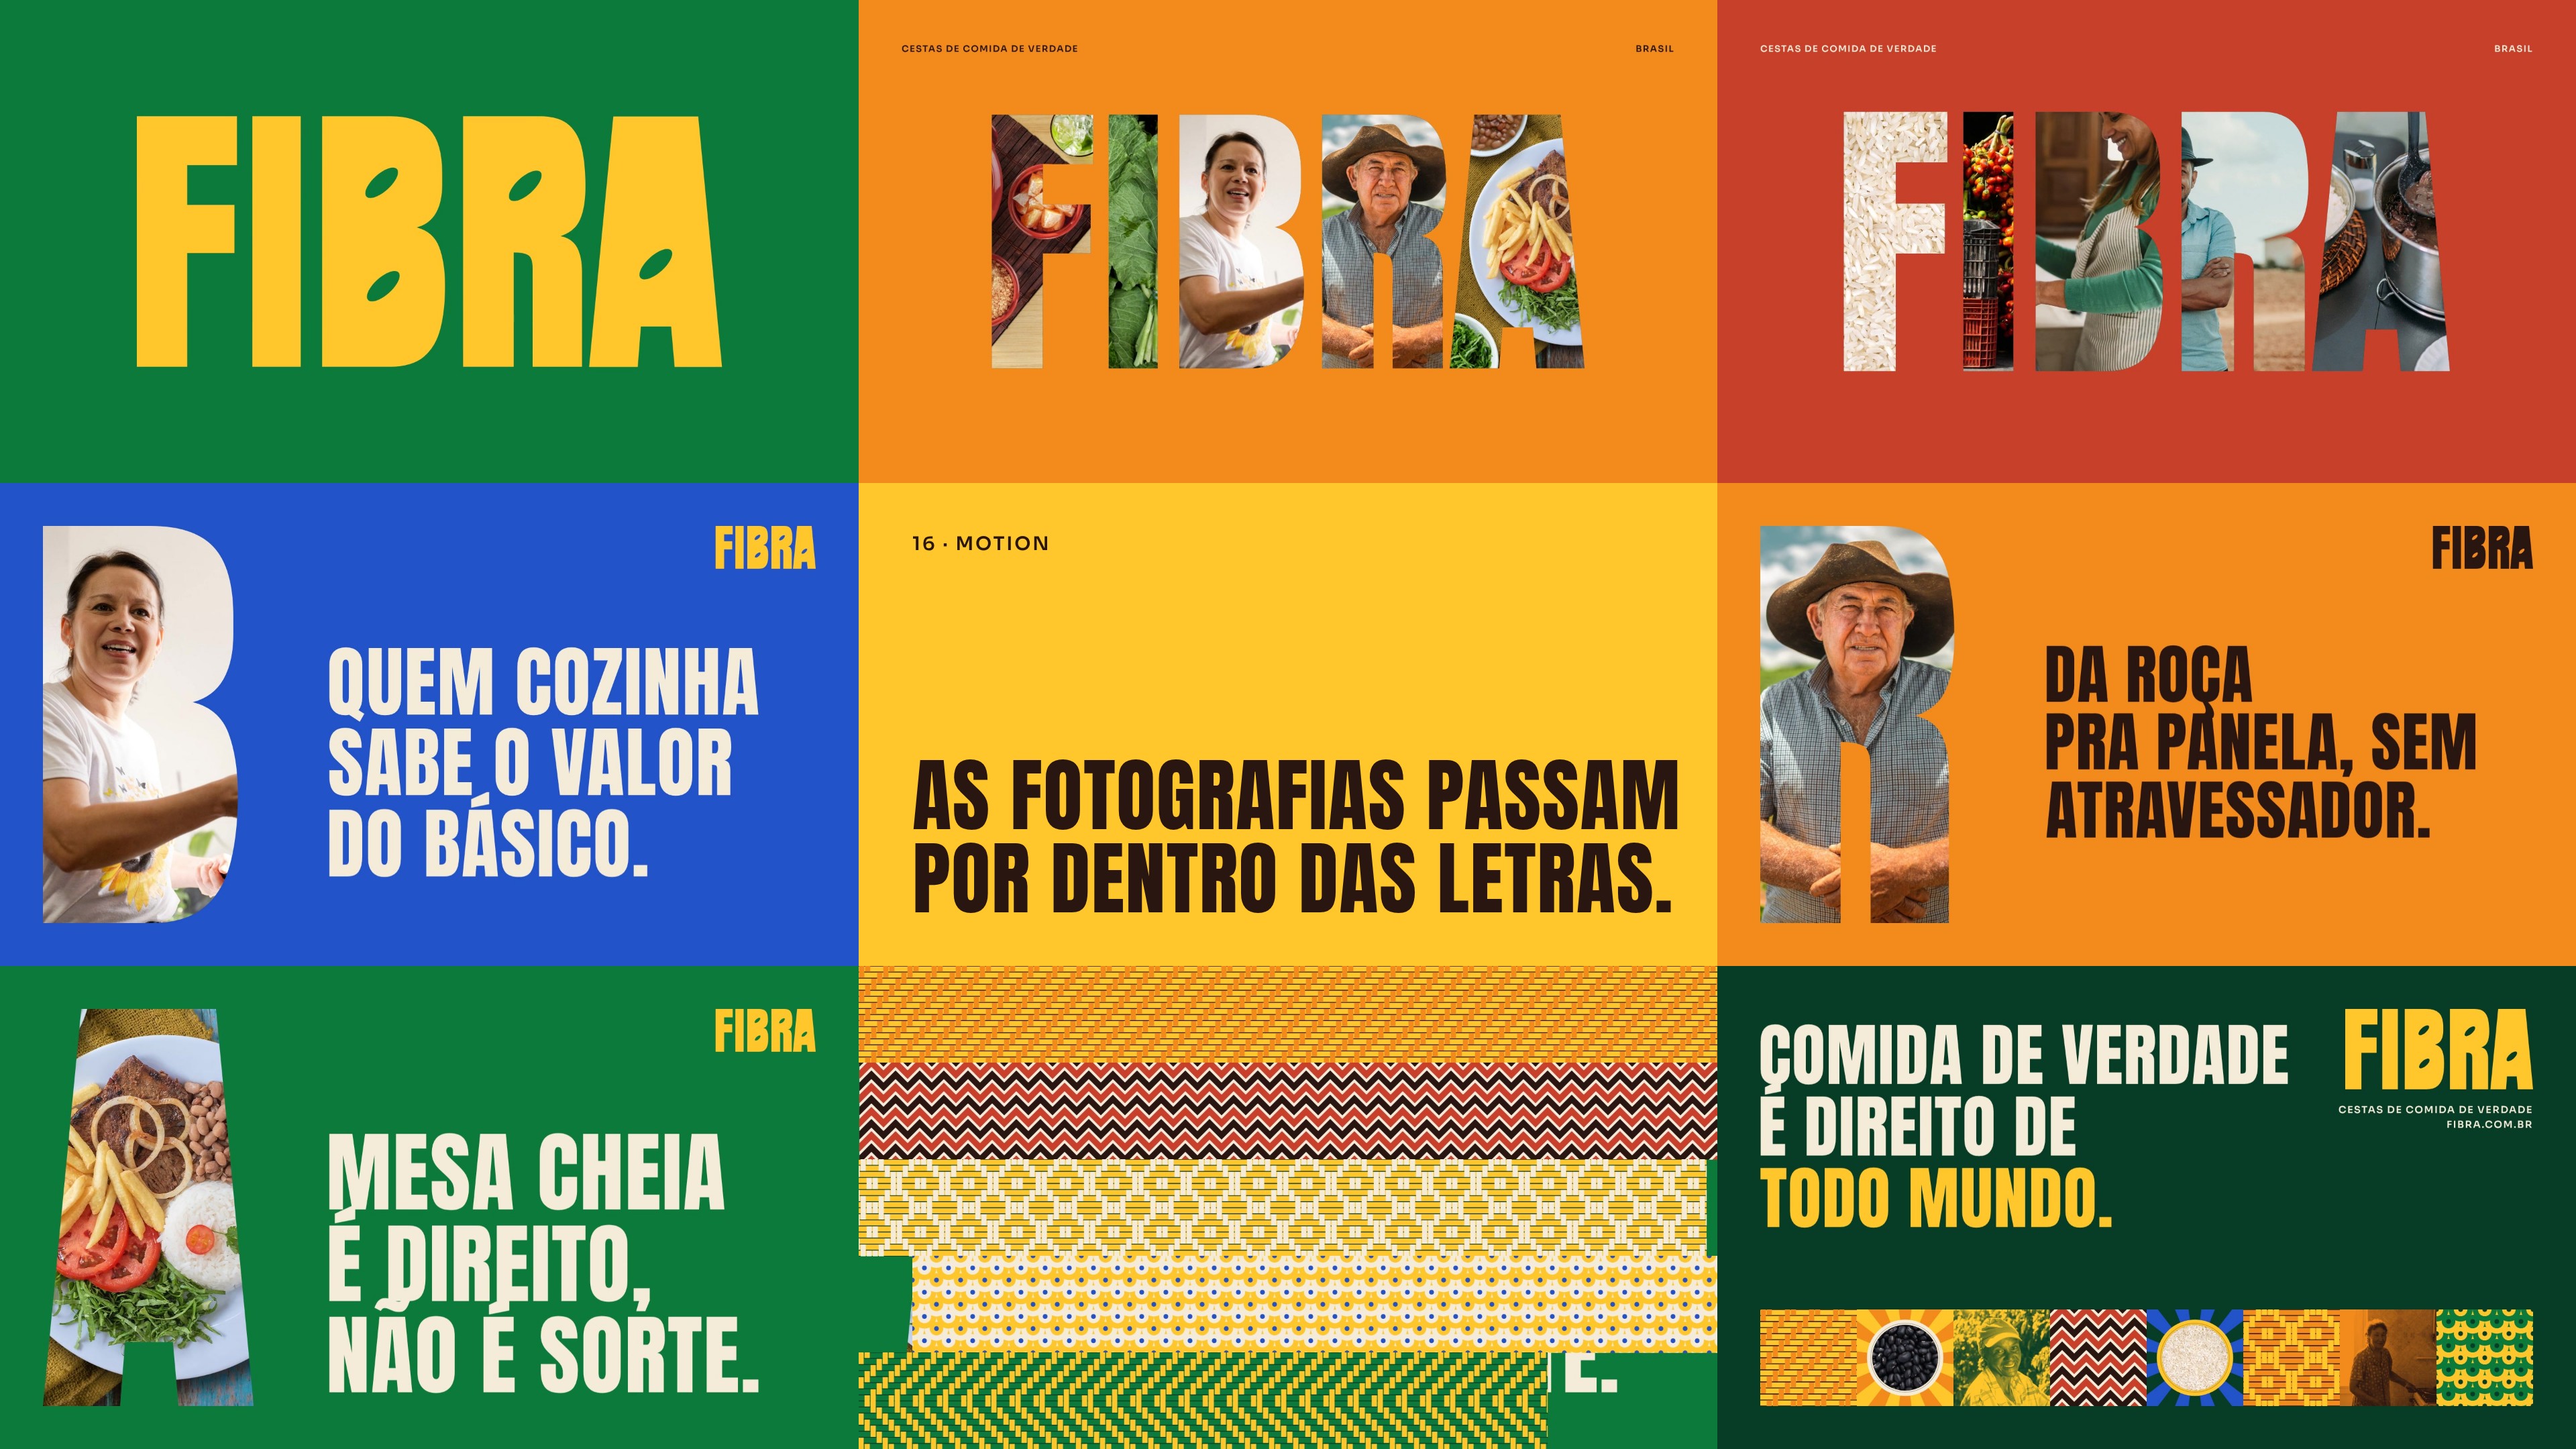 FIBRA
CESTAS DE COMIDA DE VERDADE
BRASIL
FIBRA
CESTAS DE COMIDA DE VERDADE
BRASIL
FIBRA
B
FIBRA
QUEM COZINHA
SABE O VALOR
DO BÁSICO.
16 · MOTION
AS FOTOGRAFIAS PASSAM
POR DENTRO DAS LETRAS.
R
FIBRA
DA ROÇA
PRA PANELA, SEM
ATRAVESSADOR.
A
FIBRA
MESA CHEIA
É DIREITO,
NÃO É SORTE.
E.
COMIDA DE VERDADE
É DIREITO DE
TODO MUNDO.
FIBRA
CESTAS DE COMIDA DE VERDADE
FIBRA.COM.BR